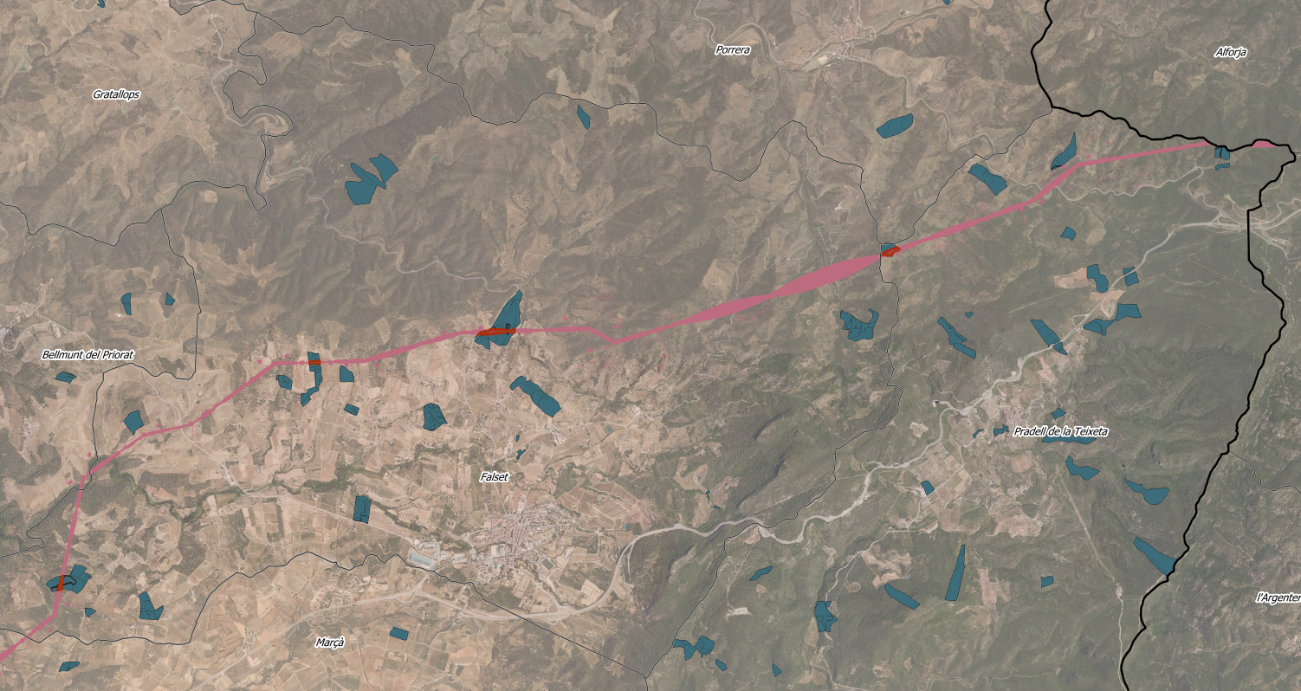 Porrera
Alforja
Gratallops
Bellmunt del Priorat
Pradell de la Teixeta
Falset
l'Argenter
Marçà